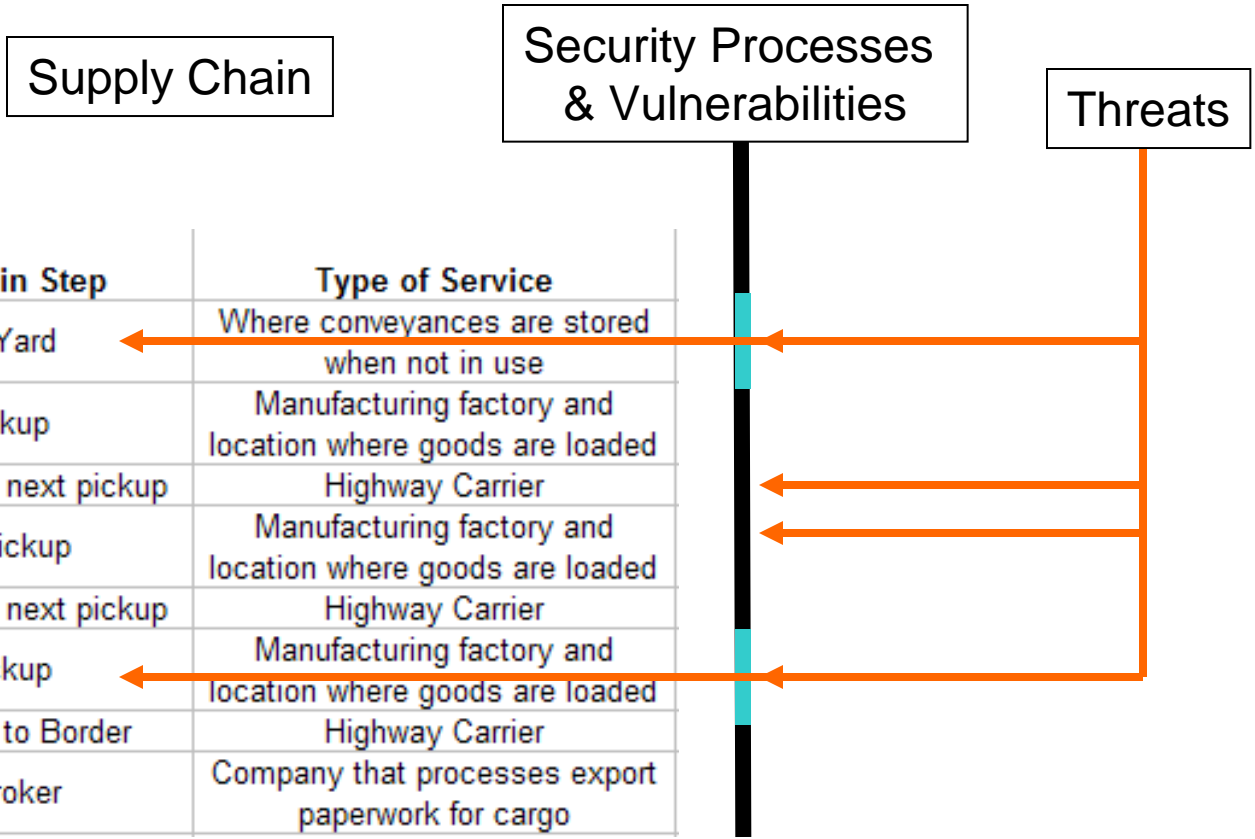 Supply Chain
Security Processes
& Vulnerabilities
Threats
in Step
Type of Service
Yard
Where conveyances are stored
when not in use
kup
Manufacturing factory and
location where goods are loaded
next pickup
Highway Carrier
ickup
Manufacturing factory and
location where goods are loaded
next pickup
Highway Carrier
kup
Manufacturing factory and
location where goods are loaded
to Border
Highway Carrier
roker
Company that processes export
paperwork for cargo